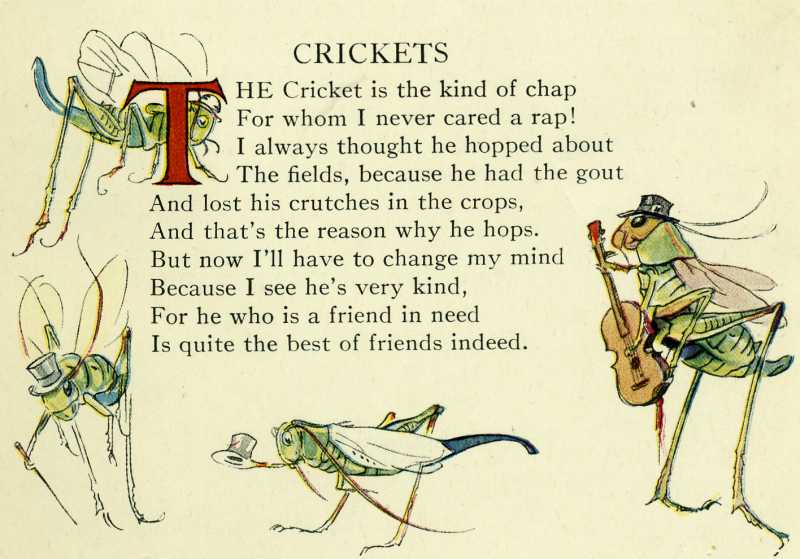 CRICKETS
THE Cricket is the kind of chap
For whom I never cared a rap!
I always thought he hopped about
The fields, because he had the gout
And lost his crutches in the crops,
And that's the reason why he hops.
But now I'll have to change my mind
Because I see he's very kind,
For he who is a friend in need
Is quite the best of friends indeed.